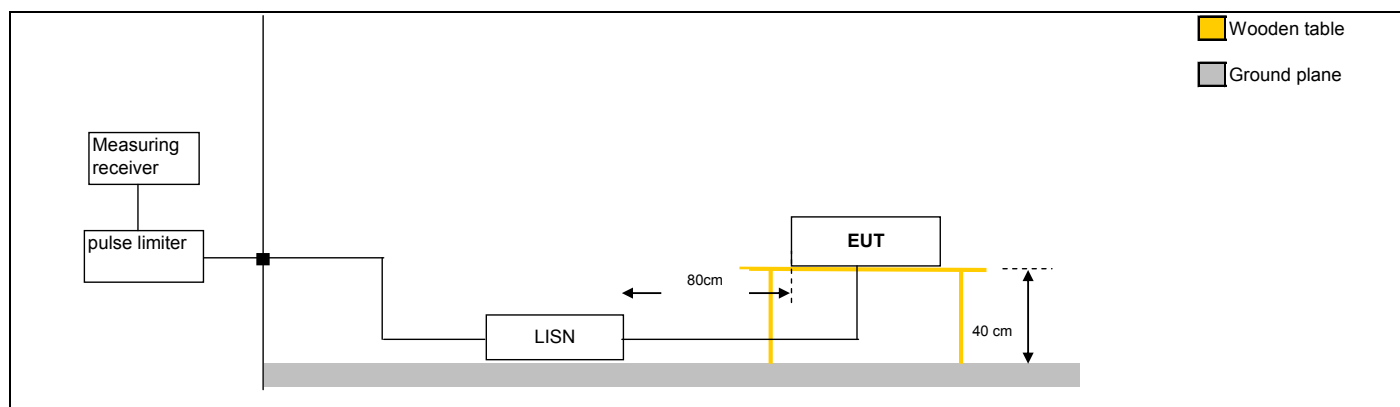 Wooden table
Ground plane
Measuring
receiver
pulse limiter
EUT
80cm
LISN
40 cm